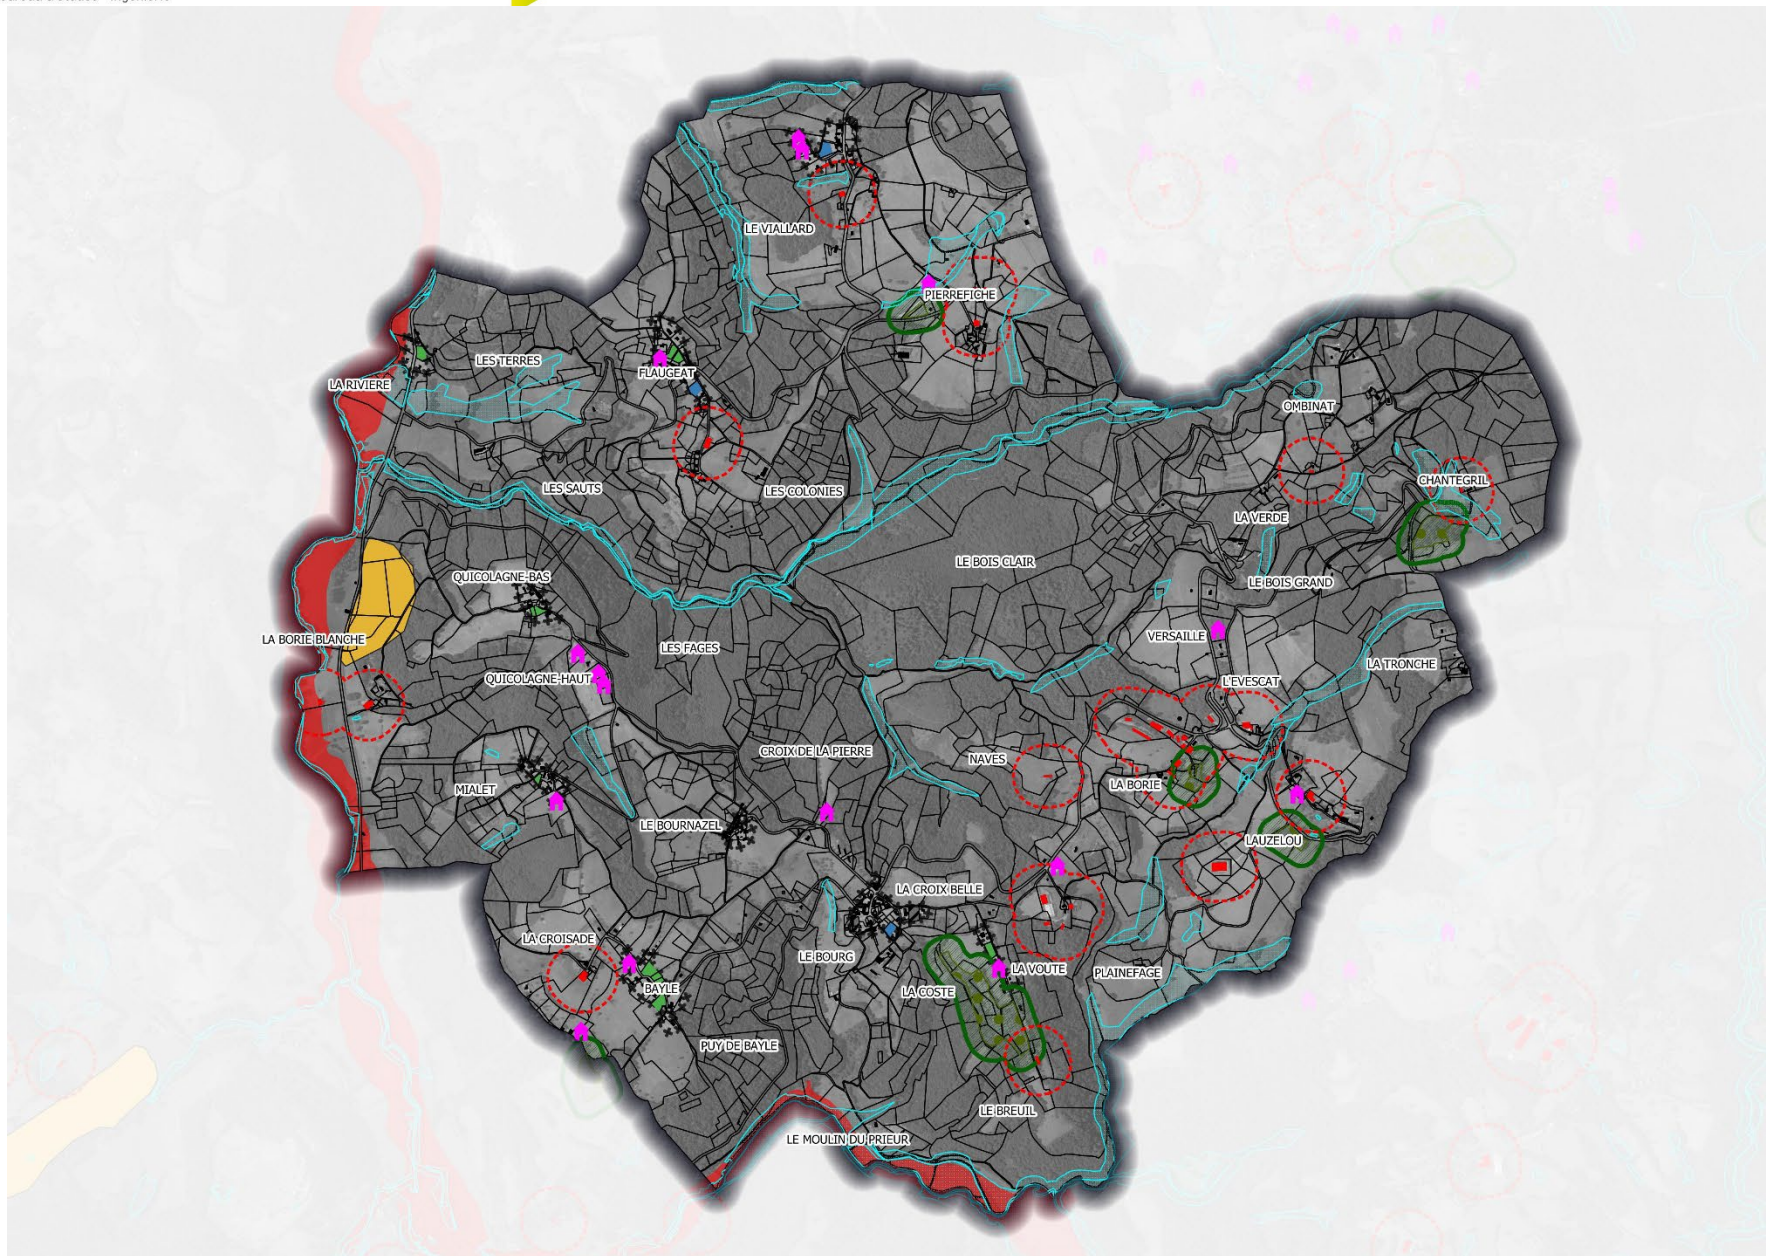 LE VIALLARD
PIERREFICHE
LES TERRES
FLAUGEAT
LA RIVIERE
OMBINAT
CHANTEGRIL
LES SAUTS
LES COLONIES
LA VERDE
LE BOIS CLAIR
QUICOLAGNE-BAS
LE BOIS GRAND
LA BORIE BLANCHE
LES FAGES
VERSAILLE
LA TRONCHE
QUICOLAGNE-HAUT
L'EVESCAT
CROIX DE LA PIERRE
NAVES
MIALET
LA BORIE
LE BOURNAZEL
LAUZELOU
LA CROIX BELLE
LA CROISADE
LE BOURG
LA VOUTE
PLAINEFAGE
BAYLE
LA COSTE
PUY DE BAYLE
LE BREUIL
LE MOULIN DU PRIEUR